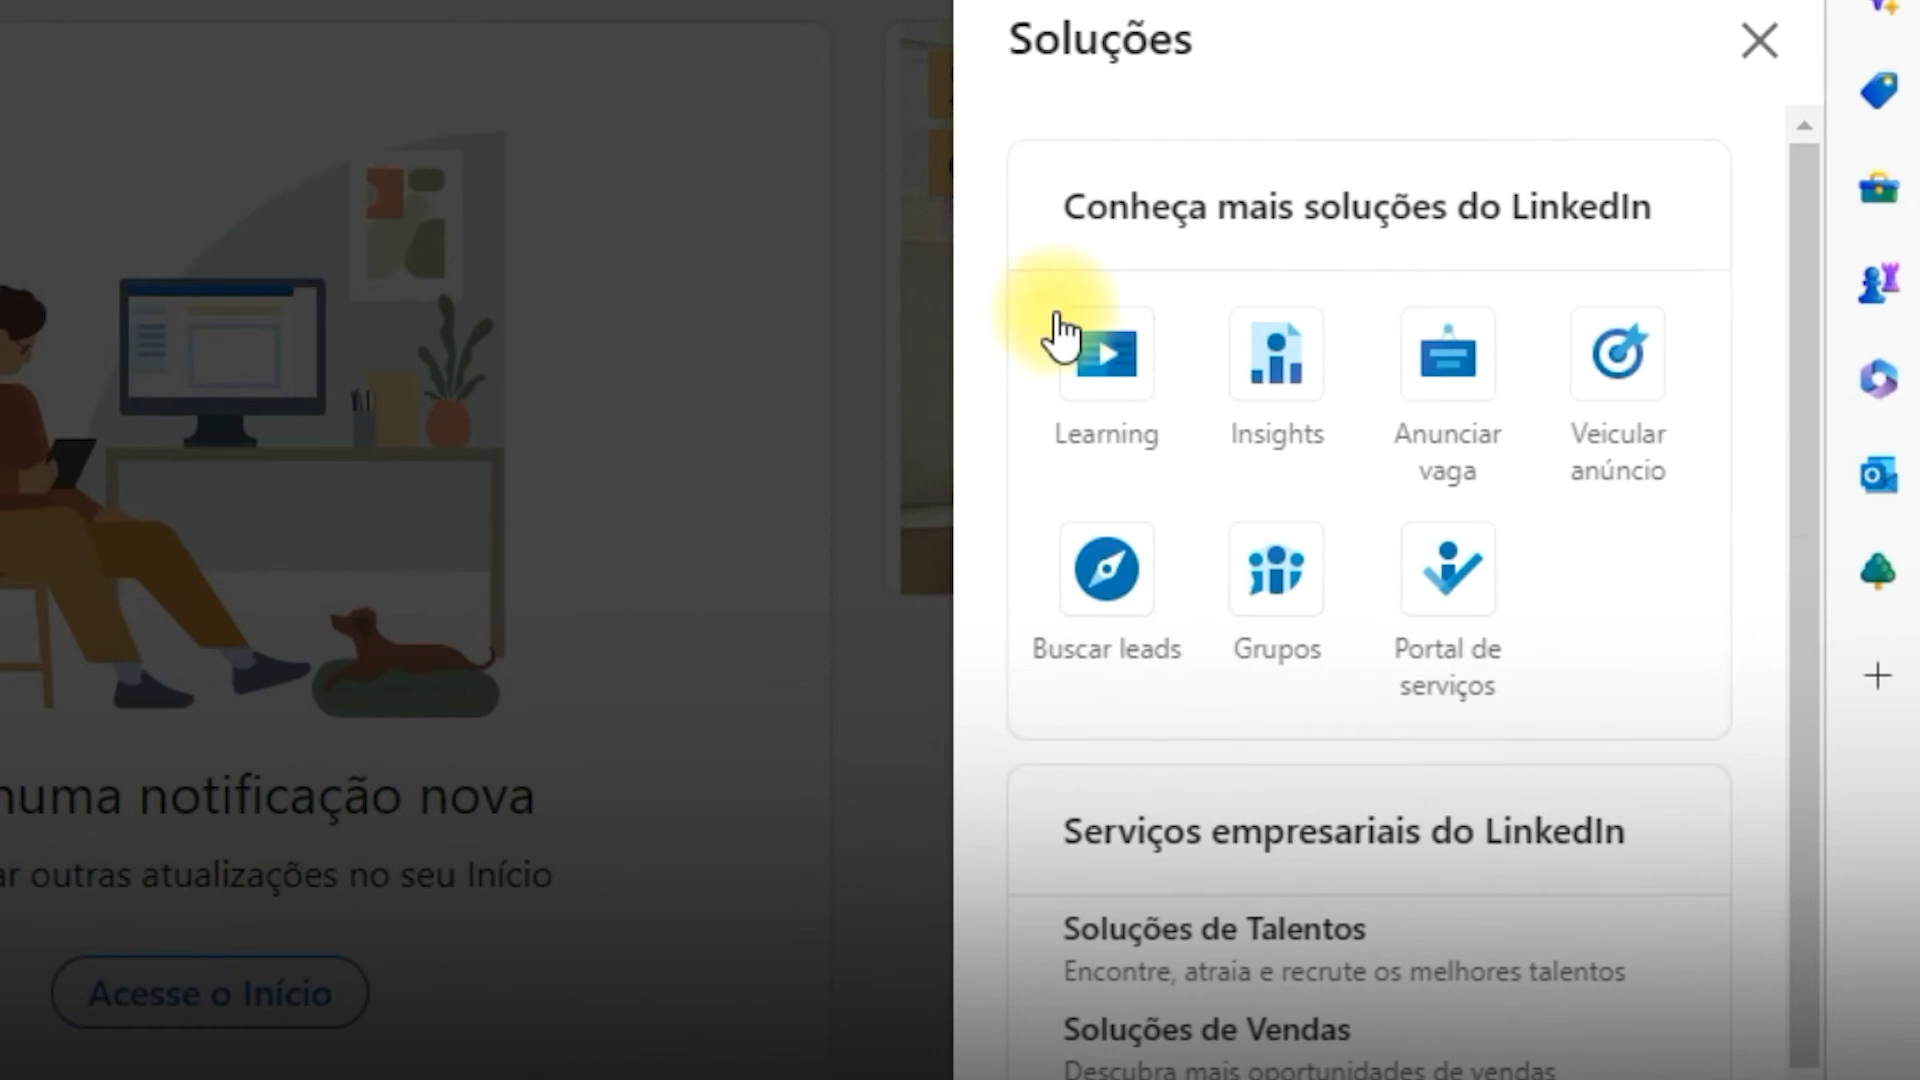 Soluções
Conheça mais soluções do LinkedIn
Learning
Insights
Anunciar
vaga
Veicular
anúncio
Buscar leads
Grupos
Portal de
serviços
notificação nova
outras atualizações no seu Início
Acesse o Início
Serviços empresariais do LinkedIn
Soluções de Talentos
Encontre, atraia e recrute os melhores talentos
Soluções de Vendas
Descubra mais oportunidades de vendas